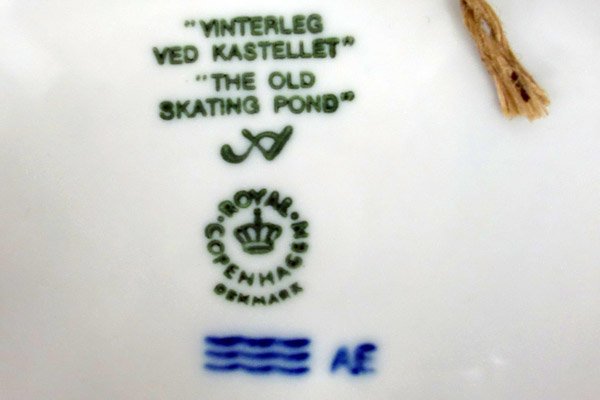 "VINTERLEG
VED KASTELLET"
"THE OLD
SKATING POND"
ROYAL
COPENHAGEN
DENMARK
AE